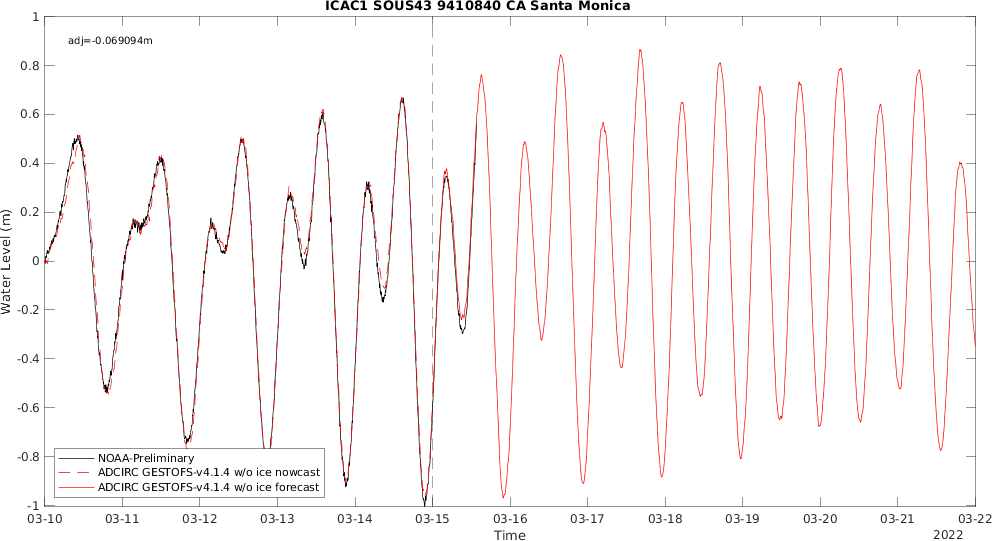 ICAC1 SOUS43 9410840 CA Santa Monica
adj=-0.069094m
Water Level (m)
1
0.8
0.6
0.4
0.2
0
-0.2
-0.4
-0.6
-0.8
-1
NOAA-Preliminary
ADCIRC GESTOFS-v4.1.4 w/o ice nowcast
ADCIRC GESTOFS-v4.1.4 w/o ice forecast
03-10 03-11 03-12 03-13 03-14 03-15 03-16 03-17 03-18 03-19 03-20 03-21 03-22
Time
2022